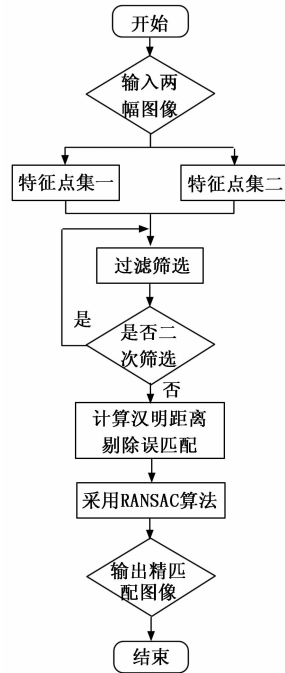 开始
输入两
幅图像
特征点集一
特征点集二
过滤筛选
是
是否二
次筛选
否
计算汉明距离
剔除误匹配
采用RANSAC算法
输出精匹
配图像
结束